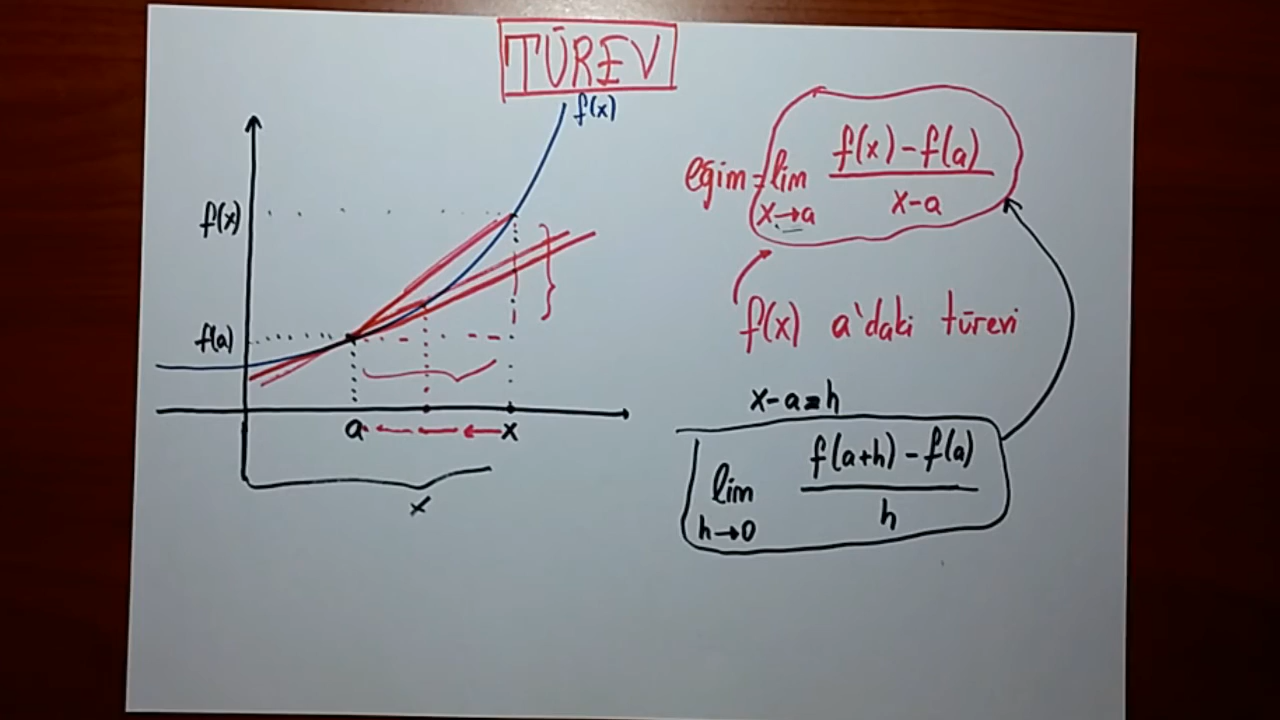 TÜREV
f(x)
f(x)
f(a)
a x
x
eğim = lim x→a f(x)-f(a) / x-a
f(x) a'daki türevi
x-a=h
lim h→0 f(a+h)-f(a) / h